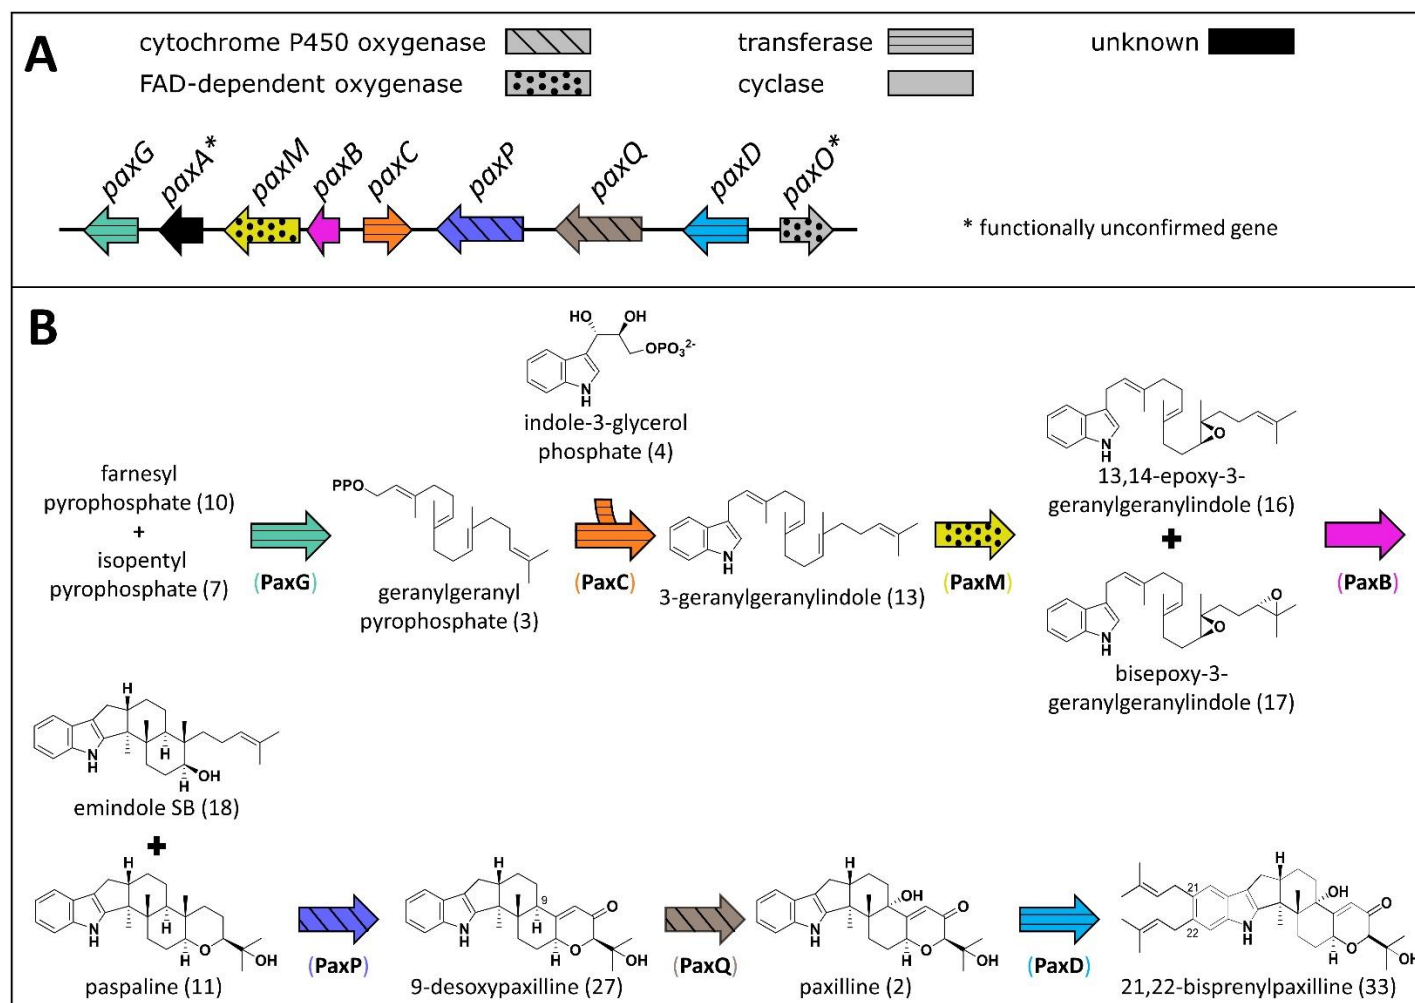 A
cytochrome P450 oxygenase
transferase
unknown
FAD-dependent oxygenase
cyclase
paxG
paxA*
paxM
paxB
paxC
paxP
paxQ
paxD
paxO*
* functionally unconfirmed gene
B
HO
OH
OPO₃²⁻
N
H
indole-3-glycerol
phosphate (4)
farnesyl
pyrophosphate (10)
+
isopentyl
pyrophosphate (7)
(PaxG)
PPO
geranylgeranyl
pyrophosphate (3)
(PaxC)
N
H
3-geranylgeranylindole (13)
(PaxM)
O
N
H
13,14-epoxy-3-
geranylgeranylindole (16)
+
O
O
N
H
bisepoxy-3-
geranylgeranylindole (17)
(PaxB)
H
N
H
H
OH
H
emindole SB (18)
+
H
N
H
H
H
O
OH
paspaline (11)
(PaxP)
H
9
N
H
H
H
O
O
OH
9-desoxypaxilline (27)
(PaxQ)
H
OH
N
H
H
O
O
OH
paxilline (2)
(PaxD)
21
22
H
OH
N
H
H
O
O
OH
21,22-bisprenylpaxilline (33)